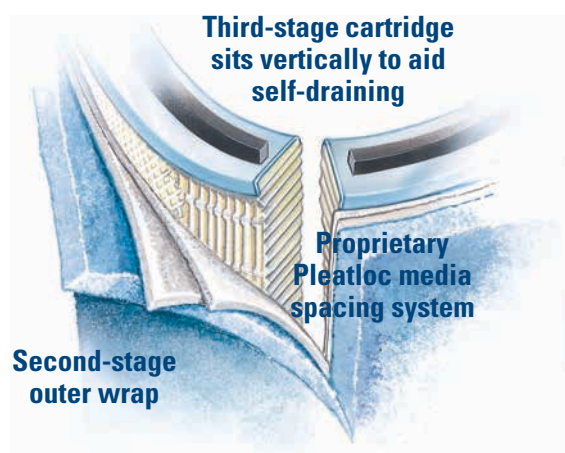 Third-stage cartridge
sits vertically to aid
self-draining
Proprietary
Pleatloc media
spacing system
Second-stage
outer wrap